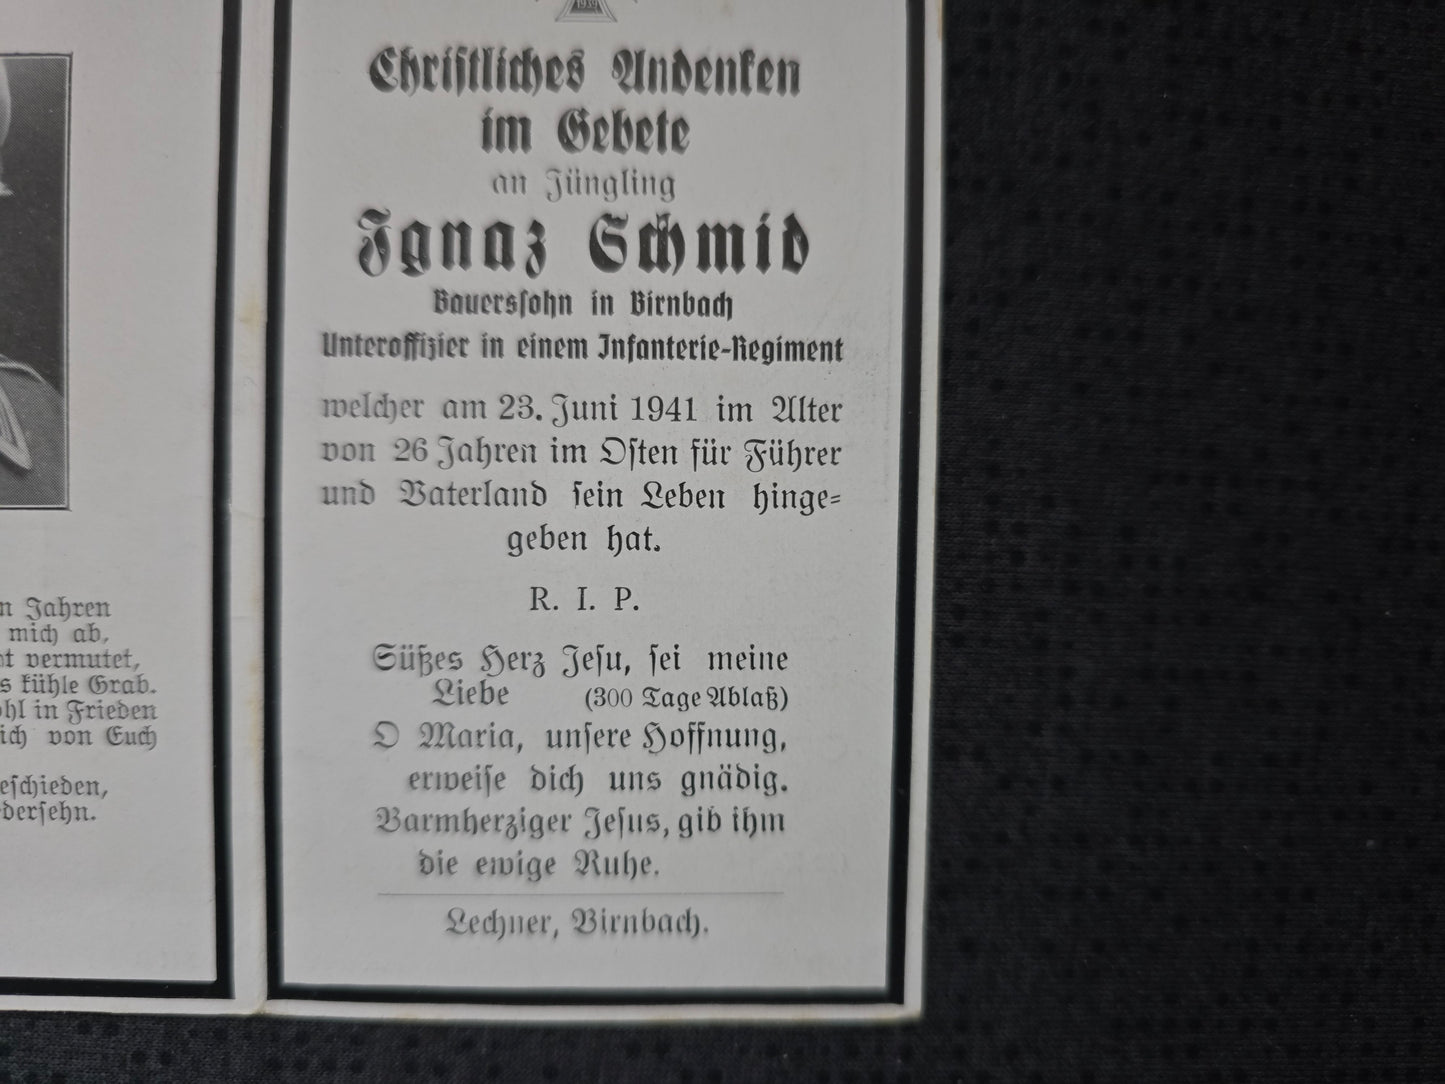 1939
Christliches Andenken
im Gebete
an Jüngling
Ignaz Schmid
Bauerssohn in Birnbach
Unteroffizier in einem Infanterie-Regiment
welcher am 23. Juni 1941 im Alter
von 26 Jahren im Osten für Führer
und Vaterland sein Leben hinge-
geben hat.
R. I. P.
Süßes Herz Jesu, sei meine
Liebe (300 Tage Ablaß)
O Maria, unsere Hoffnung,
erweise dich uns gnädig.
Barmherziger Jesus, gib ihm
die ewige Ruhe.
Lechner, Birnbach.
n Jahren
mich ab,
vermutet,
s kühle Grab.
ohl in Frieden
ich von Euch
eschieden,
dersehn.